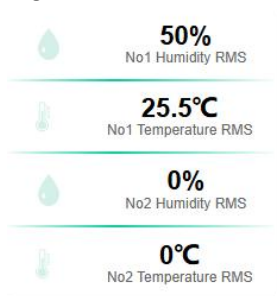 50%
No1 Humidity RMS
25.5℃
No1 Temperature RMS
0%
No2 Humidity RMS
0℃
No2 Temperature RMS